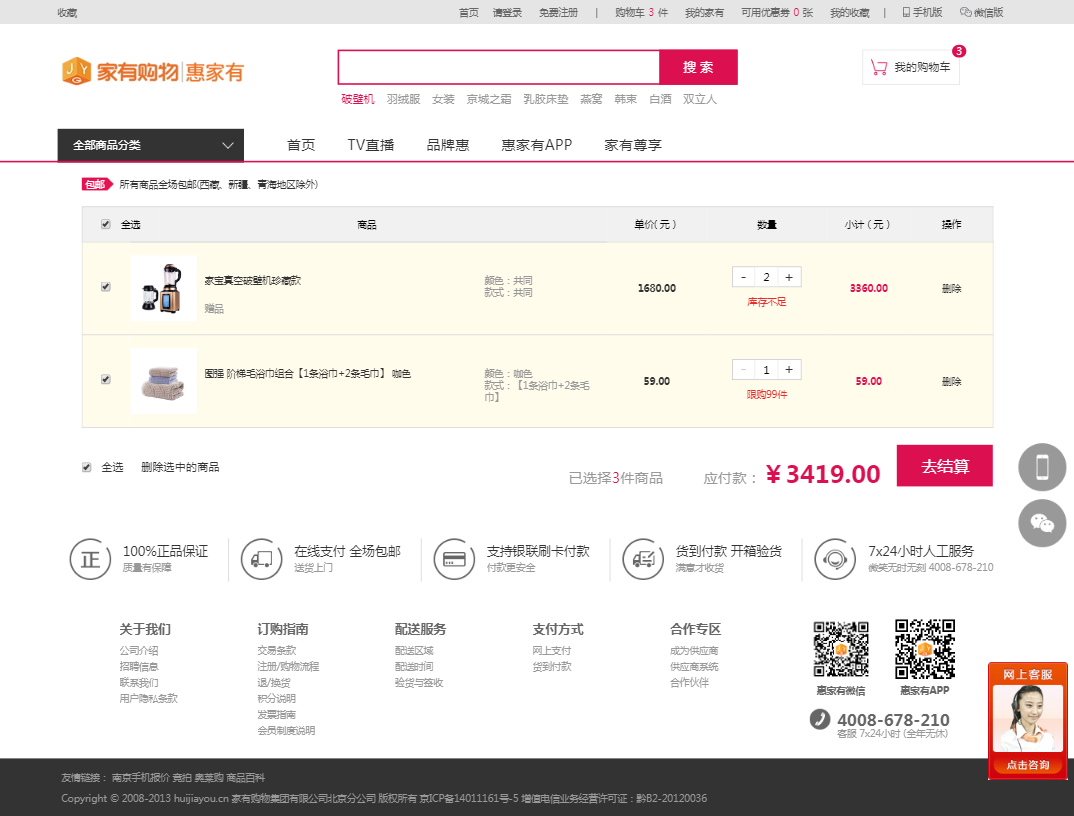 收藏
首页 请登录 免费注册 | 购物车 3 件 我的家有 可用优惠券 0 张 我的收藏 | 手机版 微信版
家有购物|惠家有
搜 索
3
我的购物车
破壁机 羽绒服 女装 京城之霜 乳胶床垫 燕窝 韩束 白酒 双立人
全部商品分类
首页 TV直播 品牌惠 惠家有APP 家有尊享
包邮 所有商品全场包邮(西藏、新疆、青海地区除外)
全选 商品 单价( 元 ) 数量 小计 ( 元 ) 操作
家宝真空破壁机珍藏款
赠品
颜色：共同
款式：共同
1680.00
- 2 +
库存不足
3360.00
删除
图强 阶梯毛浴巾组合【1条浴巾+2条毛巾】 咖色
颜色：咖色
款式：【1条浴巾+2条毛
巾】
59.00
- 1 +
限购99件
59.00
删除
全选 删除选中的商品
已选择3件商品 应付款： ¥ 3419.00
去结算
正
100%正品保证
质量有保障
在线支付 全场包邮
送货上门
支持银联刷卡付款
付款更安全
货到付款 开箱验货
满意才收货
7x24小时人工服务
微笑无时无刻 4008-678-210
关于我们
公司介绍
招聘信息
联系我们
用户隐私条款
订购指南
交易条款
注册/购物流程
退/换货
积分说明
发票指南
会员制度说明
配送服务
配送区域
配送时间
验货与签收
支付方式
网上支付
货到付款
合作专区
成为供应商
供应商系统
合作伙伴
惠家有微信 惠家有APP
4008-678-210
客服 7x24小时 (全年无休)
网上客服
点击咨询
友情链接： 南京手机报价 竞拍 奥莱购 商品百科
Copyright © 2008-2013 huijiayou.cn 家有购物集团有限公司北京分公司 版权所有 京ICP备14011161号-5 增值电信业务经营许可证：黔B2-20120036